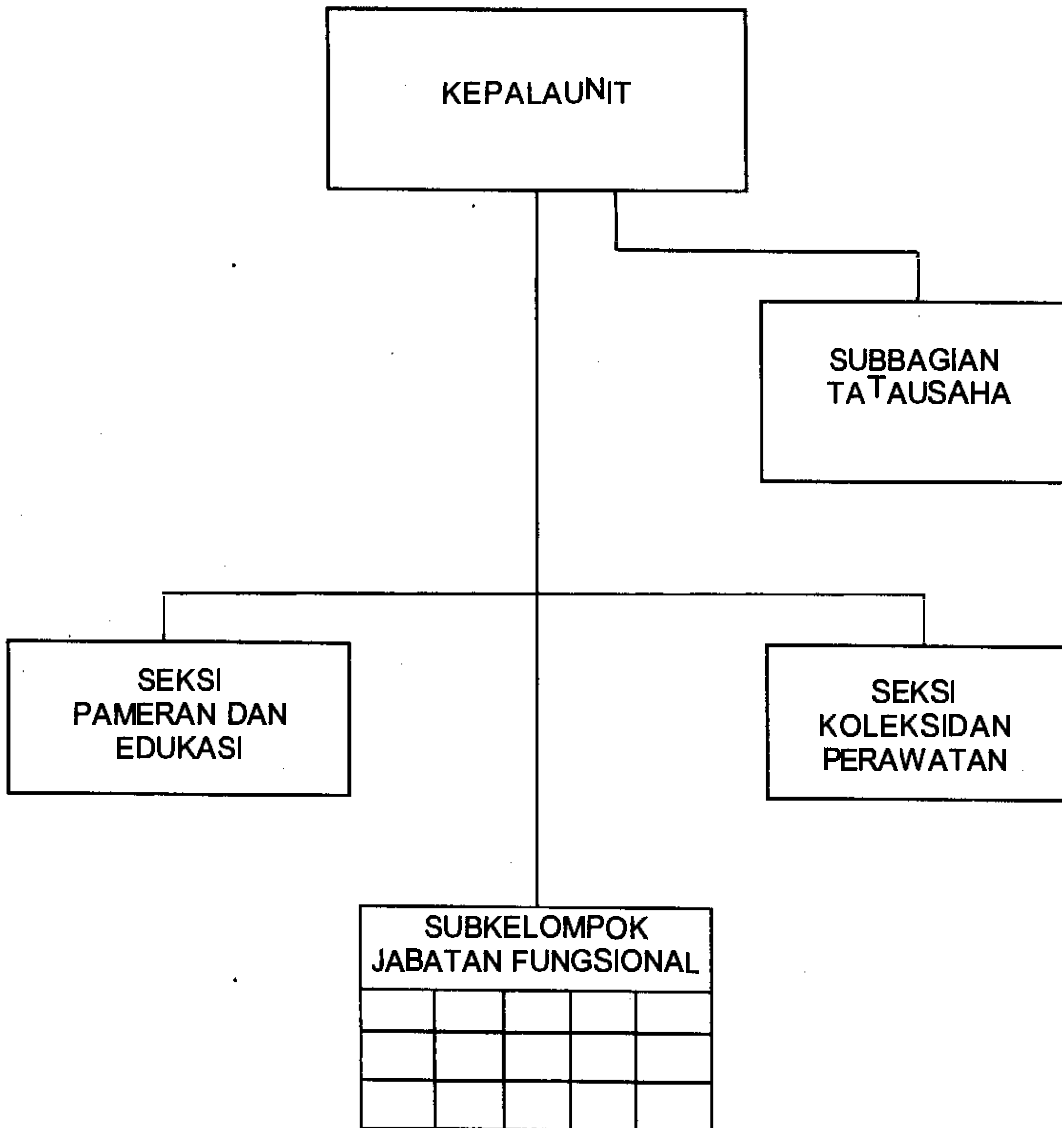 KEPALAUNIT
SUBBAGIAN
TATAUSAHA
SEKSI
PAMERAN DAN
EDUKASI
SEKSI
KOLEKSIDAN
PERAWATAN
SUBKELOMPOK
JABATAN FUNGSIONAL